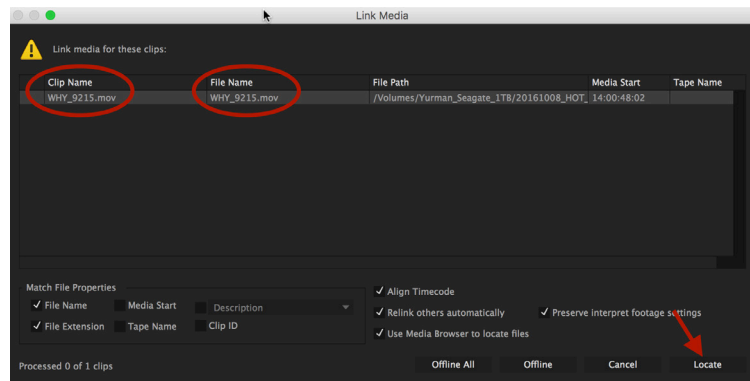 Link Media
Link media for these clips:
Clip Name File Name File Path Media Start Tape Name
WHY_9215.mov WHY_9215.mov /Volumes/Yurman_Seagate_1TB/20161008_HOT_ 14:00:48:02
Match File Properties
File Name Media Start Description
File Extension Tape Name Clip ID
Align Timecode
Relink others automatically Preserve interpret footage settings
Use Media Browser to locate files
Processed 0 of 1 clips Offline All Offline Cancel Locate